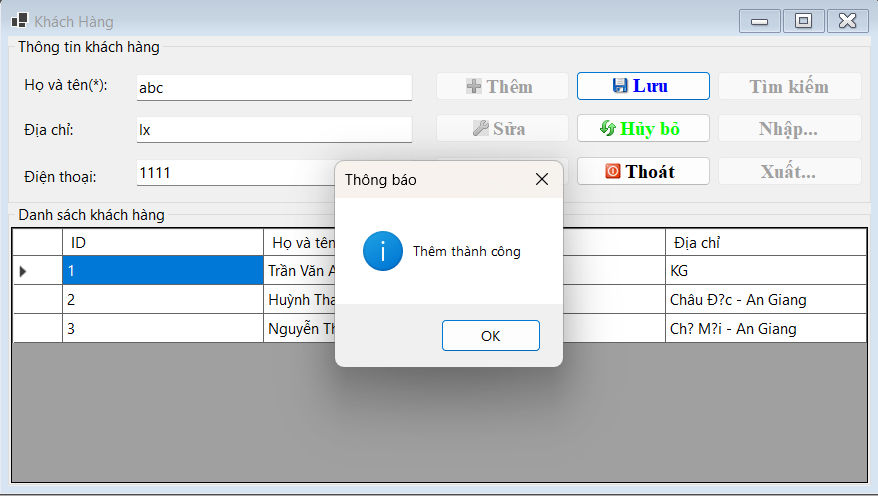 Khách Hàng
Thông tin khách hàng
Họ và tên(*): abc Thêm Lưu Tìm kiếm
Địa chỉ: lx Sửa Hủy bỏ Nhập...
Điện thoại: 1111 Thoát Xuất...
Thông báo
Thêm thành công
OK
Danh sách khách hàng
ID Họ và tên Địa chỉ
1 Trần Văn A KG
2 Huỳnh Châu Đ?c - An Giang
3 Nguyễn Ch? M?i - An Giang